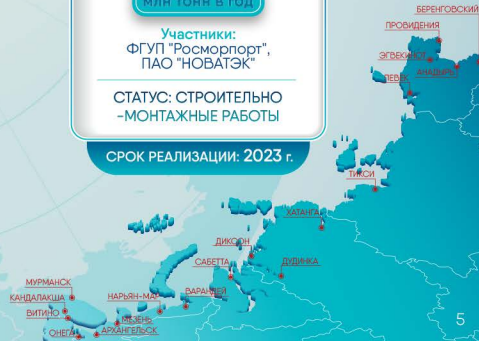 МЛН ТОНН В ГОД
Участники:
ФГУП "Росморпорт",
ПАО "НОВАТЭК"
СТАТУС: СТРОИТЕЛЬНО
-МОНТАЖНЫЕ РАБОТЫ
СРОК РЕАЛИЗАЦИИ: 2023 г.
БЕРЕНГОВСКИЙ
ПРОВИДЕНИЯ
ЭГВЕКИНОТ
АНАДЫРЬ
ПЕВЕК
ТИКСИ
ХАТАНГА
ДИКСОН
САБЕТТА
ДУДИНКА
МУРМАНСК
ВАРАНДЕЙ
КАНДАЛАКША
НАРЬЯН-МАР
ВИТИНО
МЕЗЕНЬ
ОНЕГА
АРХАНГЕЛЬСК
5